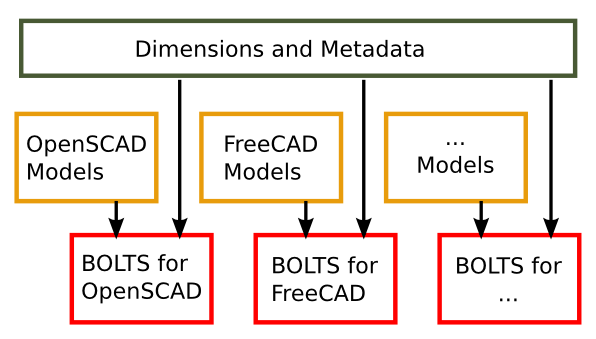 Dimensions and Metadata
OpenSCAD
Models
FreeCAD
Models
...
Models
BOLTS for
OpenSCAD
BOLTS for
FreeCAD
BOLTS for
...